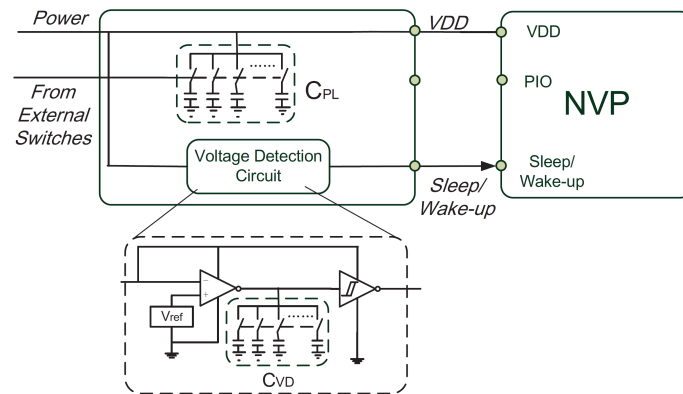 Power
VDD
VDD
From
External
Switches
......
CPL
PIO
NVP
Voltage Detection
Circuit
Sleep/
Wake-up
Sleep/
Wake-up
−
+
Vref
......
CVD